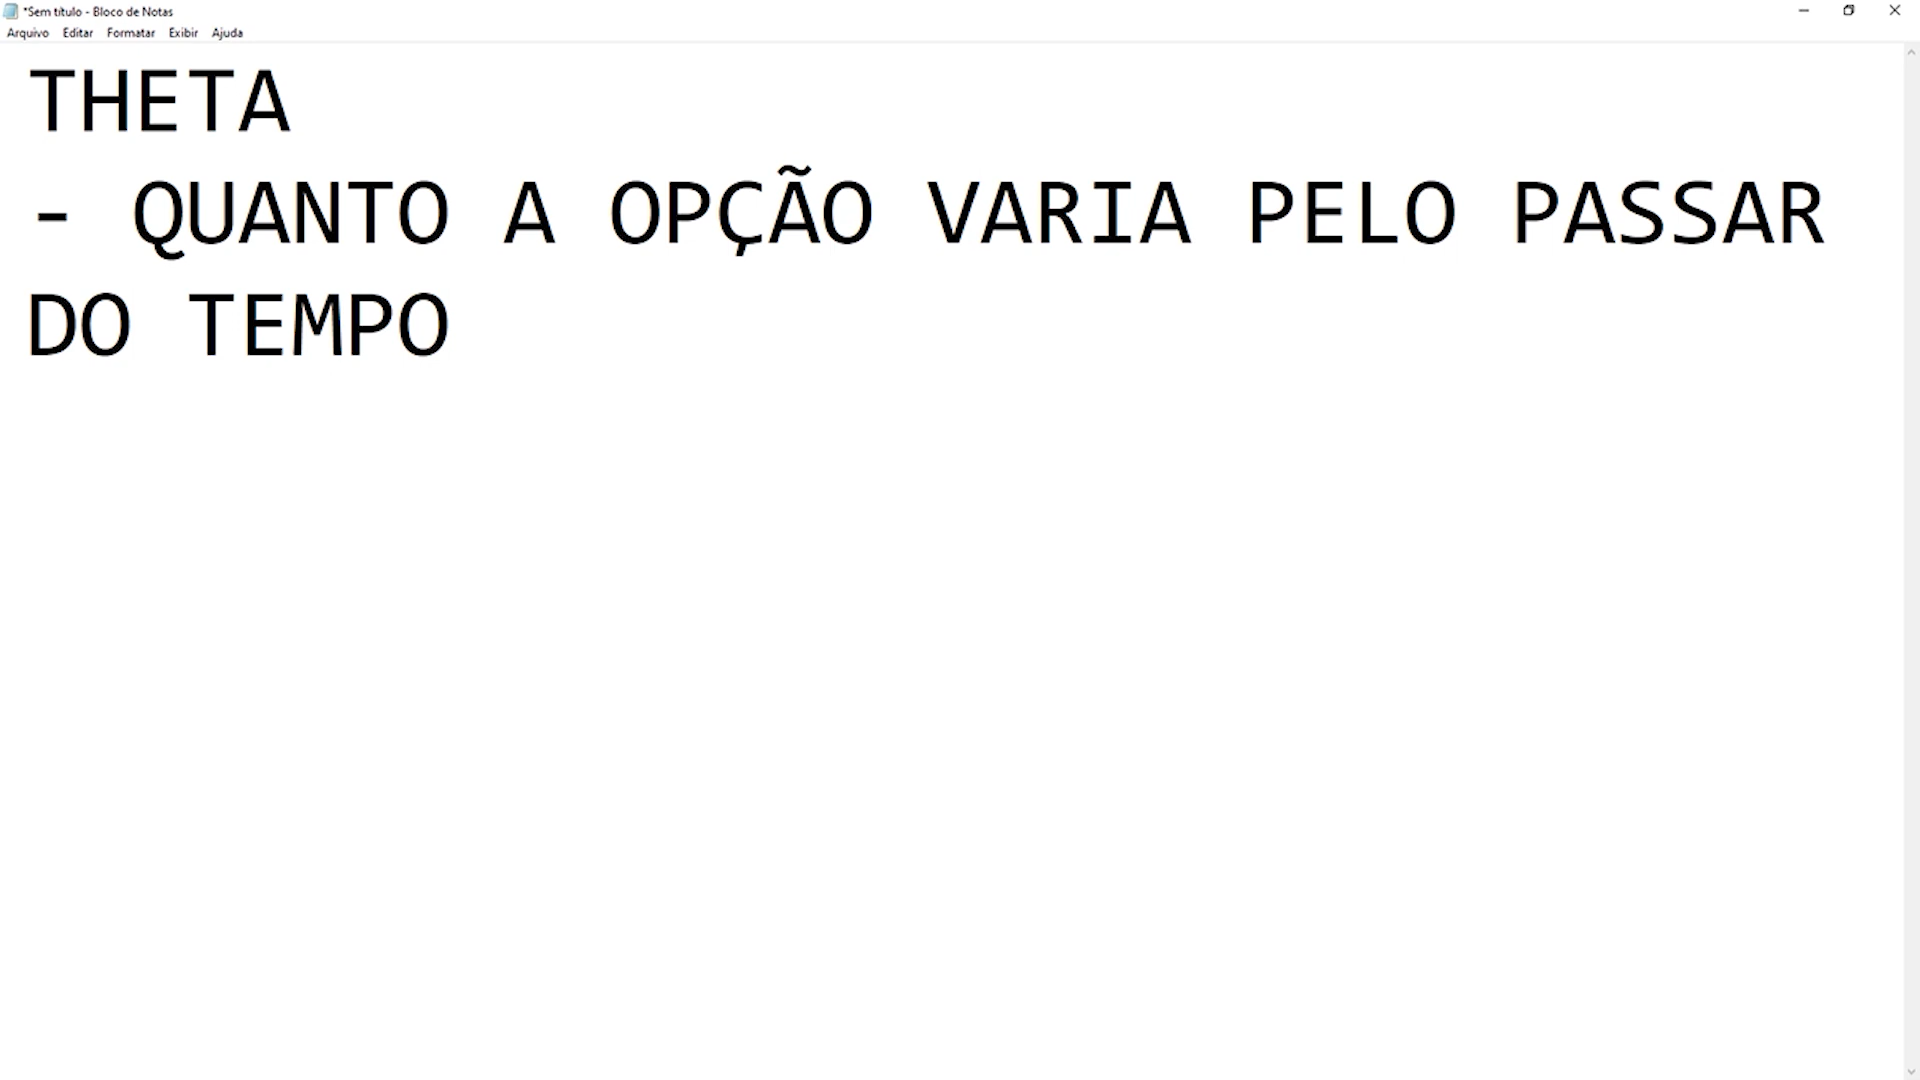 *Sem título - Bloco de Notas
Arquivo Editar Formatar Exibir Ajuda
THETA
- QUANTO A OPÇÃO VARIA PELO PASSAR
DO TEMPO